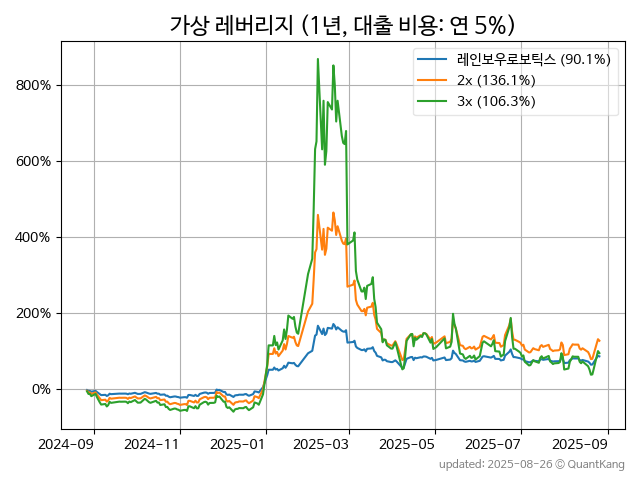 가상 레버리지 (1년, 대출 비용: 연 5%)
레인보우로보틱스 (90.1%)
2x (136.1%)
3x (106.3%)
800%
600%
400%
200%
0%
2024-09 2024-11 2025-01 2025-03 2025-05 2025-07 2025-09
updated: 2025-08-26 © QuantKang